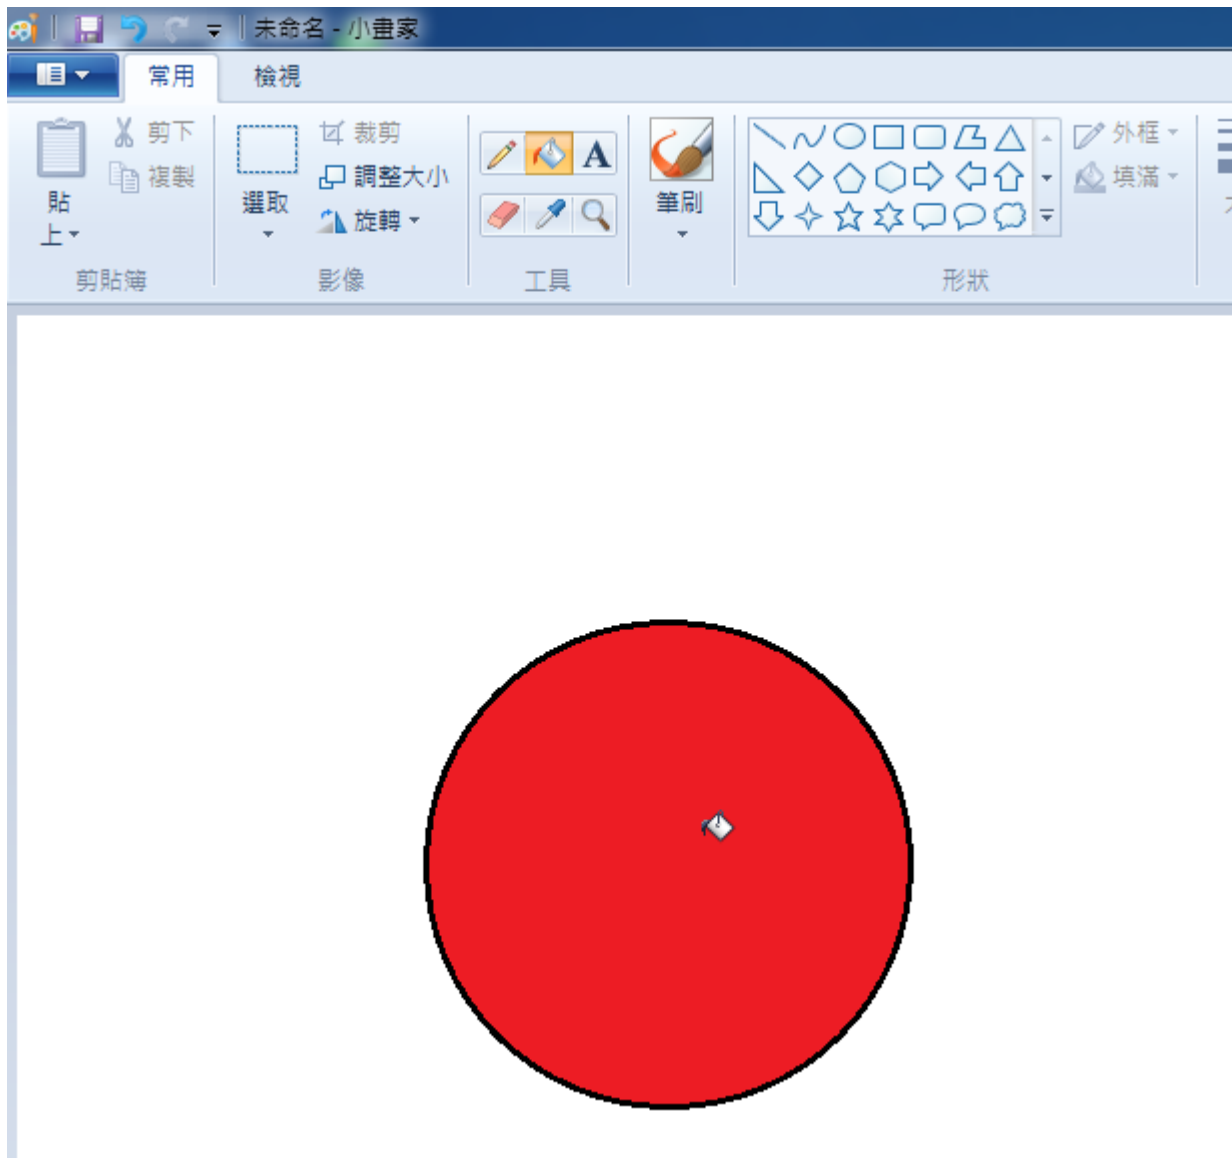 未命名 - 小畫家
常用 檢視
剪下
複製
貼上
裁剪
調整大小
旋轉
選取
A
筆刷
外框
填滿
剪貼簿 影像 工具 形狀